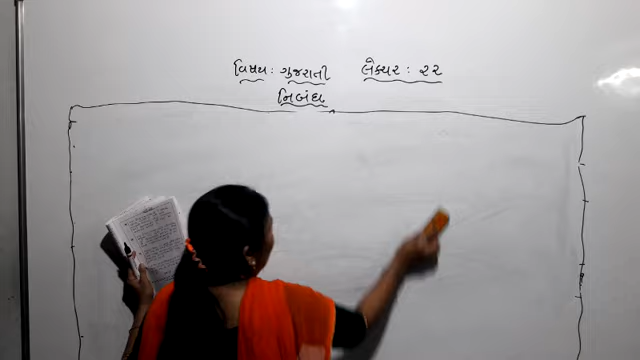 વિષય : ગુજરાતી લેક્ચર : ૨૨
નિબંધ